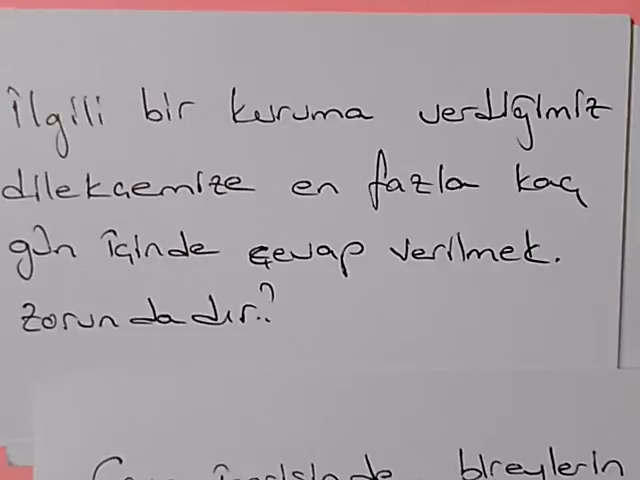 İlgili bir kuruma verdiğimiz
dilekçemize en fazla kaç
gün içinde cevap verilmek.
zorundadır?
bireylerin